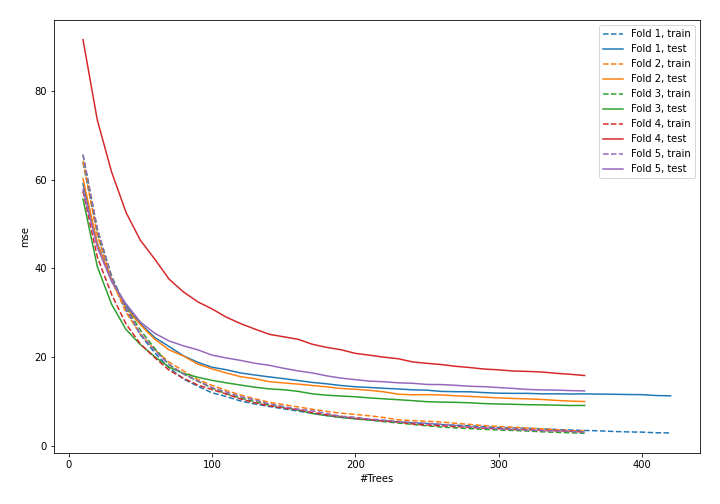 Fold 1, train
Fold 1, test
Fold 2, train
Fold 2, test
Fold 3, train
Fold 3, test
Fold 4, train
Fold 4, test
Fold 5, train
Fold 5, test
80
60
40
20
0
mse
0
100
200
300
400
#Trees